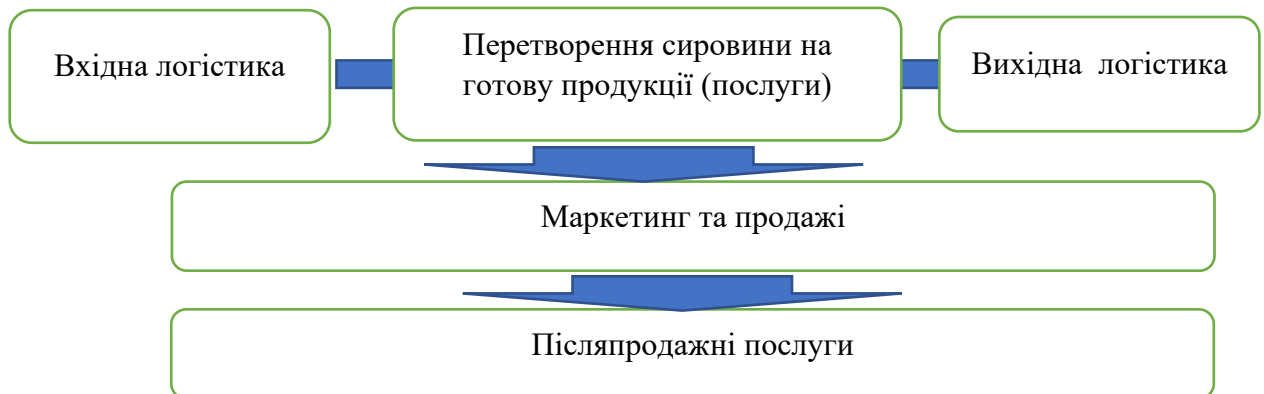 Вхідна логістика
Перетворення сировини на
готову продукції (послуги)
Вихідна логістика
Маркетинг та продажі
Післяпродажні послуги